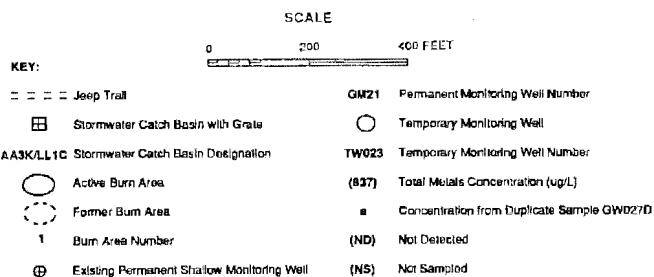 SCALE
0 200 400 FEET
KEY:
Jeep Trail
Stormwater Catch Basin with Grate
AA3K/LL1C Stormwater Catch Basin Designation
Active Burn Area
Former Burn Area
1 Burn Area Number
Existing Permanent Shallow Monitoring Well
GM21 Permanent Monitoring Well Number
Temporary Monitoring Well
TW023 Temporary Monitoring Well Number
(837) Total Metals Concentration (ug/L)
a Concentration from Duplicate Sample GW027D
(ND) Not Detected
(NS) Not Sampled